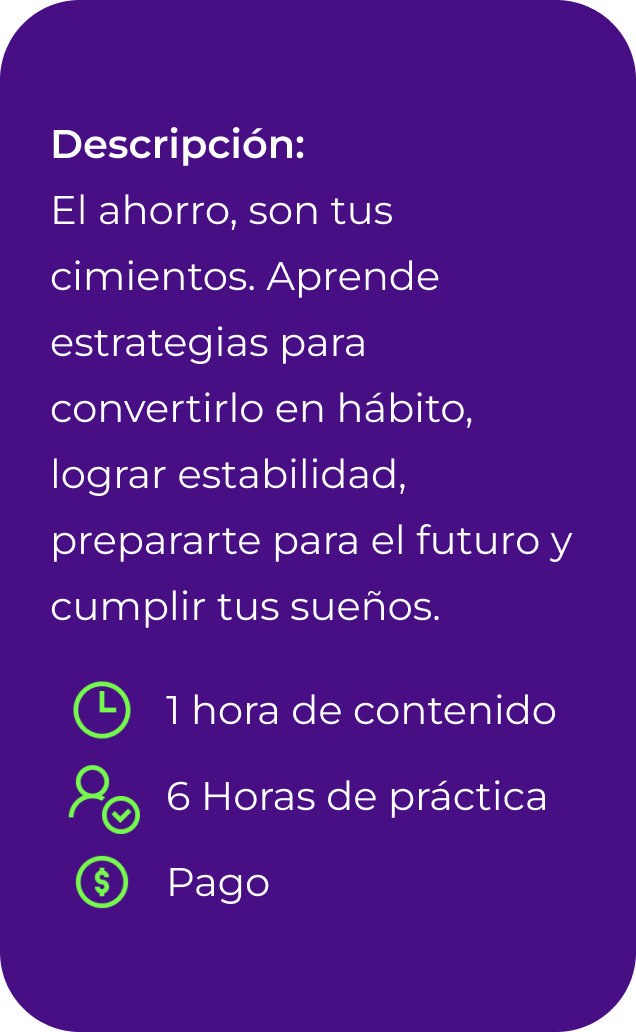 Descripción:
El ahorro, son tus
cimientos. Aprende
estrategias para
convertirlo en hábito,
lograr estabilidad,
prepararte para el futuro y
cumplir tus sueños.
1 hora de contenido
6 Horas de práctica
$ Pago